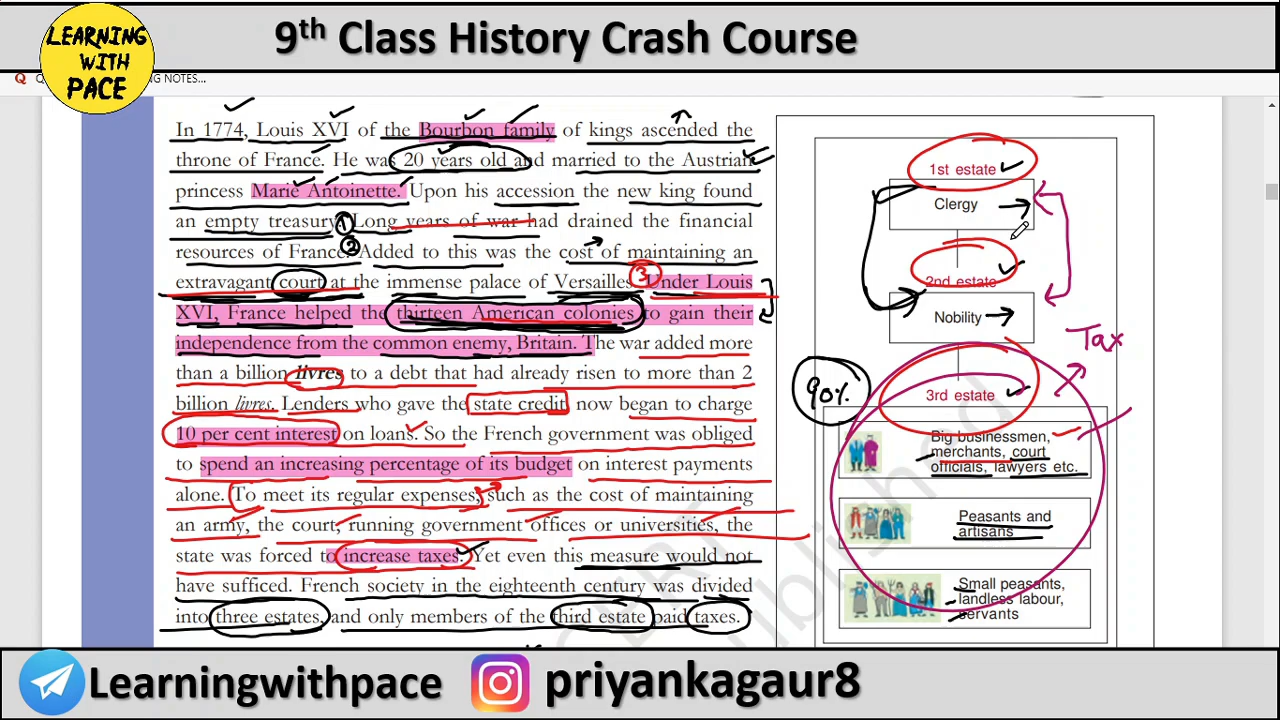 LEARNING
WITH
PACE
9th Class History Crash Course
NG NOTES...
In 1774, Louis XVI of the Bourbon family of kings ascended the
throne of France. He was 20 years old and married to the Austrian
princess Marie Antoinette. Upon his accession the new king found
an empty treasury. Long years of war had drained the financial
resources of France. Added to this was the cost of maintaining an
extravagant court at the immense palace of Versailles. Under Louis
XVI, France helped the thirteen American colonies to gain their
independence from the common enemy, Britain. The war added more
than a billion livres to a debt that had already risen to more than 2
billion livres. Lenders who gave the state credit, now began to charge
10 per cent interest on loans. So the French government was obliged
to spend an increasing percentage of its budget on interest payments
alone. To meet its regular expenses, such as the cost of maintaining
an army, the court, running government offices or universities, the
state was forced to increase taxes. Yet even this measure would not
have sufficed. French society in the eighteenth century was divided
into three estates, and only members of the third estate paid taxes.
1
2
3
1st estate
Clergy
2nd estate
Nobility
Tax
90%
3rd estate
Big businessmen,
merchants, court
officials, lawyers etc.
Peasants and
artisans
Small peasants,
landless labour,
servants
Learningwithpace
priyankagaur8